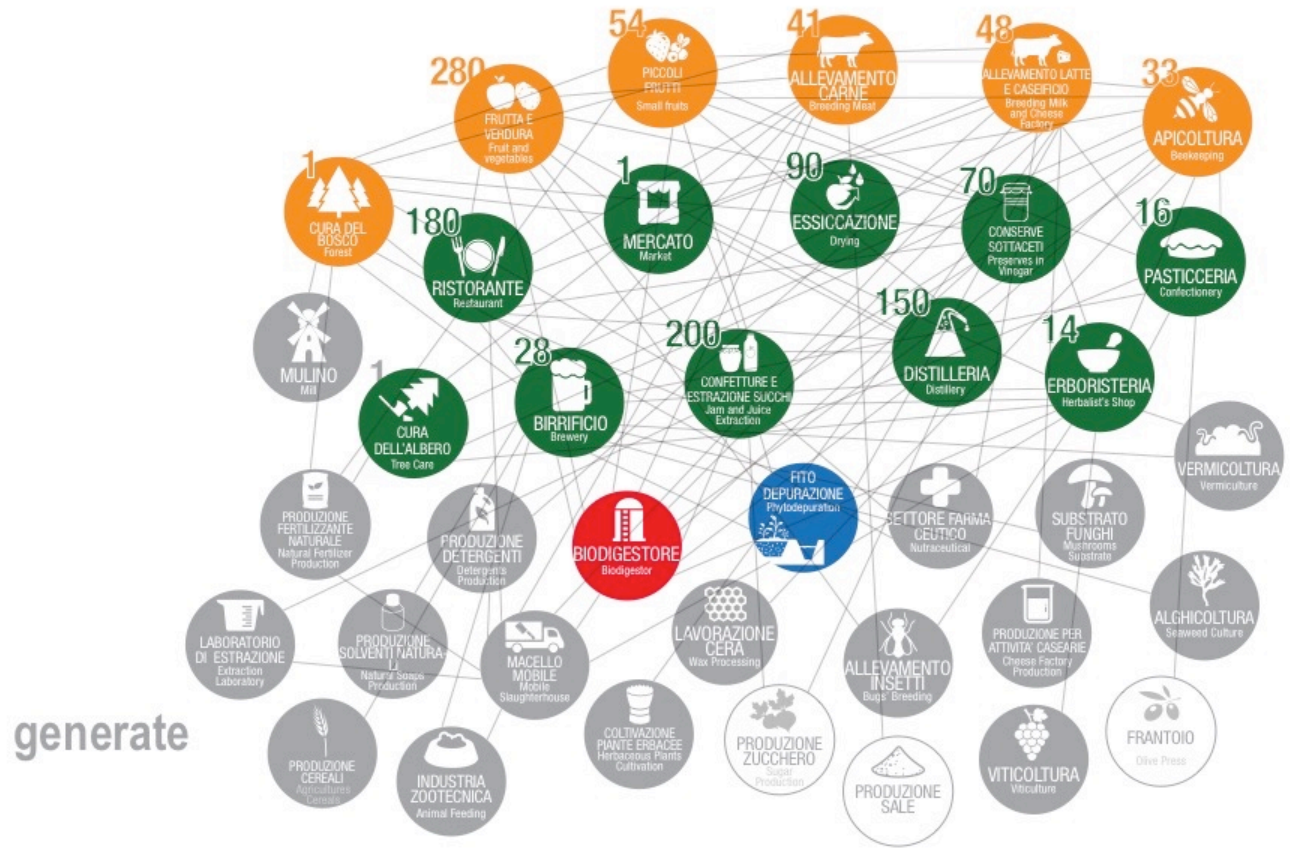 54
PICCOLI
FRUTTI
Small fruits
41
ALLEVAMENTO
CARNE
Breeding Meat
48
ALLEVAMENTO LATTE
E CASEIFICIO
Breeding Milk
and Cheese
Factory
280
FRUTTA E
VERDURA
Fruit and
vegetables
33
APICOLTURA
Beekeeping
1
CURA DEL
BOSCO
Forest
180
RISTORANTE
Restaurant
1
MERCATO
Market
90
ESSICCAZIONE
Drying
70
CONSERVE
SOTTACETI
Preserves in
Vinogar
16
PASTICCERIA
Confectionery
MULINO
Mill
1
CURA
DELL'ALBERO
Tree Care
28
BIRRIFICIO
Brewery
200
CONFETTURE E
ESTRAZIONE SUCCHI
Jam and Juice
Extraction
150
DISTILLERIA
Distillery
14
ERBORISTERIA
Herbalist's Shop
VERMICOLTURA
Vermiculture
PRODUZIONE
FERTILIZZANTE
NATURALE
Natural Fertilizer
Production
PRODUZIONE
DETERGENTI
Detergents
Production
BIODIGESTORE
Biodigestor
FITO
DEPURAZIONE
Phytodepuration
SETTORE FARMA
CEUTICO
Nutraceutical
SUBSTRATO
FUNGHI
Mushrooms
Substrate
ALGHICOLTURA
Seaweed Culture
LABORATORIO
DI ESTRAZIONE
Extraction
Laboratory
PRODUZIONE
SOLVENTI NATURA-
LI
Natural Soaps
Production
MACELLO
MOBILE
Mobile
Slaughterhouse
LAVORAZIONE
CERA
Wax Processing
ALLEVAMENTO
INSETTI
Bugs' Breeding
PRODUZIONE PER
ATTIVITA' CASEARIE
Cheese Factory
Production
generate
PRODUZIONE
CEREALI
Agricultures
Cereals
INDUSTRIA
ZOOTECNICA
Animal Feeding
COLTIVAZIONE
PIANTE ERBACEE
Herbaceous Plants
Cultivation
PRODUZIONE
ZUCCHERO
Sugar
Production
PRODUZIONE
SALE
VITICOLTURA
Viticulture
FRANTOIO
Olive Press